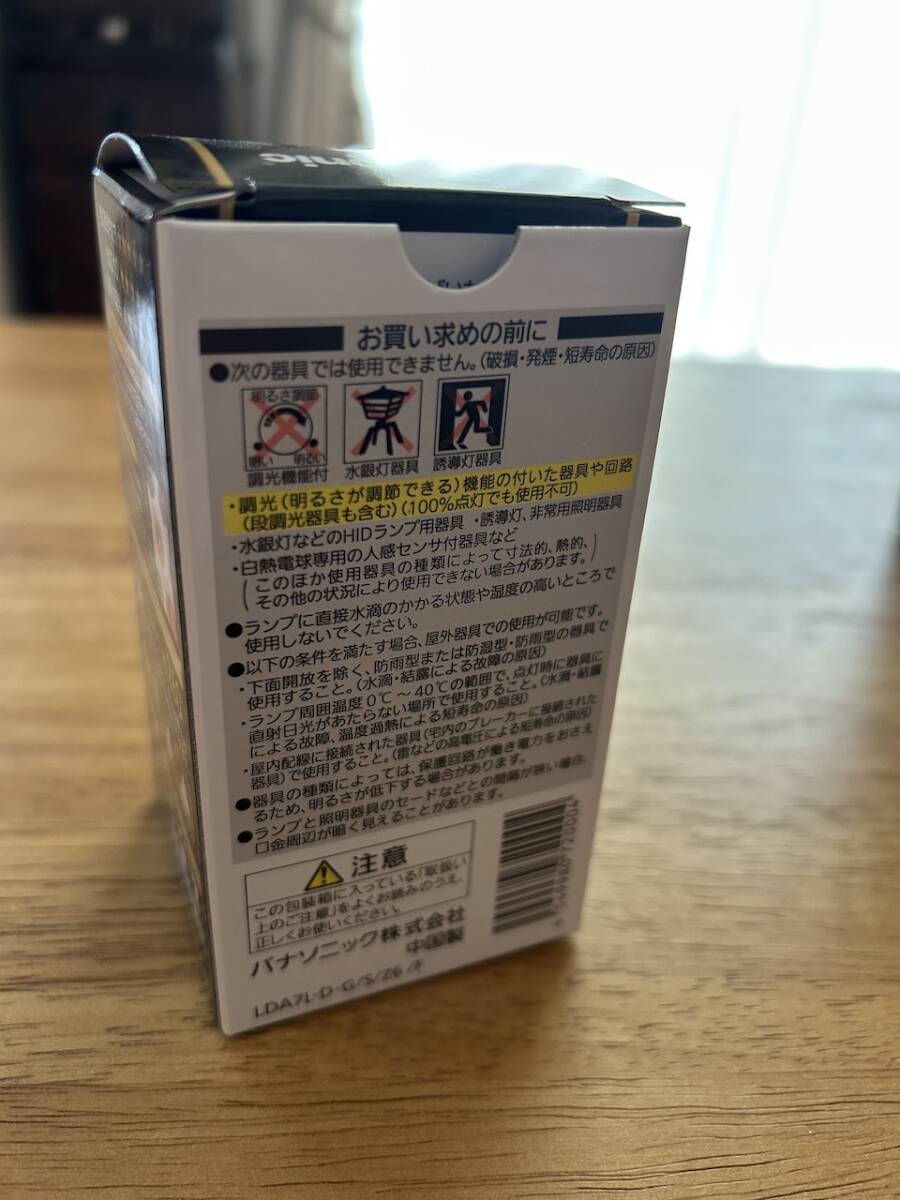 nic
お買い求めの前に
●次の器具では使用できません。(破損・発煙・短寿命の原因)
明るさ調節
暗い 明るい
調光機能付 水銀灯器具 誘導灯器具
・調光(明るさが調節できる)機能の付いた器具や回路
(段調光器具も含む)(100%点灯でも使用不可)
・水銀灯などのHIDランプ用器具 ・誘導灯、非常用照明器具
・白熱電球専用の人感センサ付器具など
(このほか使用器具の種類によって寸法的、熱的、
その他の状況により使用できない場合があります。)
●ランプに直接水滴のかかる状態や湿度の高いところで
使用しないでください。
●以下の条件を満たす場合、屋外器具での使用が可能です。
・下面開放を除く、防雨型または防湿型・防雨型の器具で
使用すること。(水滴・結露による故障の原因)
・ランプ周囲温度0℃〜40℃の範囲で、点灯時に器具に
直射日光があたらない場所で使用すること。(水滴・結露
による故障、温度過熱による短寿命の原因)
・屋内配線に接続された器具(宅内のブレーカーに接続された
器具)で使用すること。(雷などの高電圧による短寿命の原因)
●器具の種類によっては、保護回路が働き電力をおさえ
るため、明るさが低下する場合があります。
●ランプと照明器具のセードなどとの間隔が狭い場合、
口金周辺が暗く見えることがあります。
注意
この包装箱に入っている「取扱い
上のご注意」をよくお読みのうえ、
正しくお使いください。
パナソニック株式会社
中国製
LDA7L-D-G/S/Z6/F